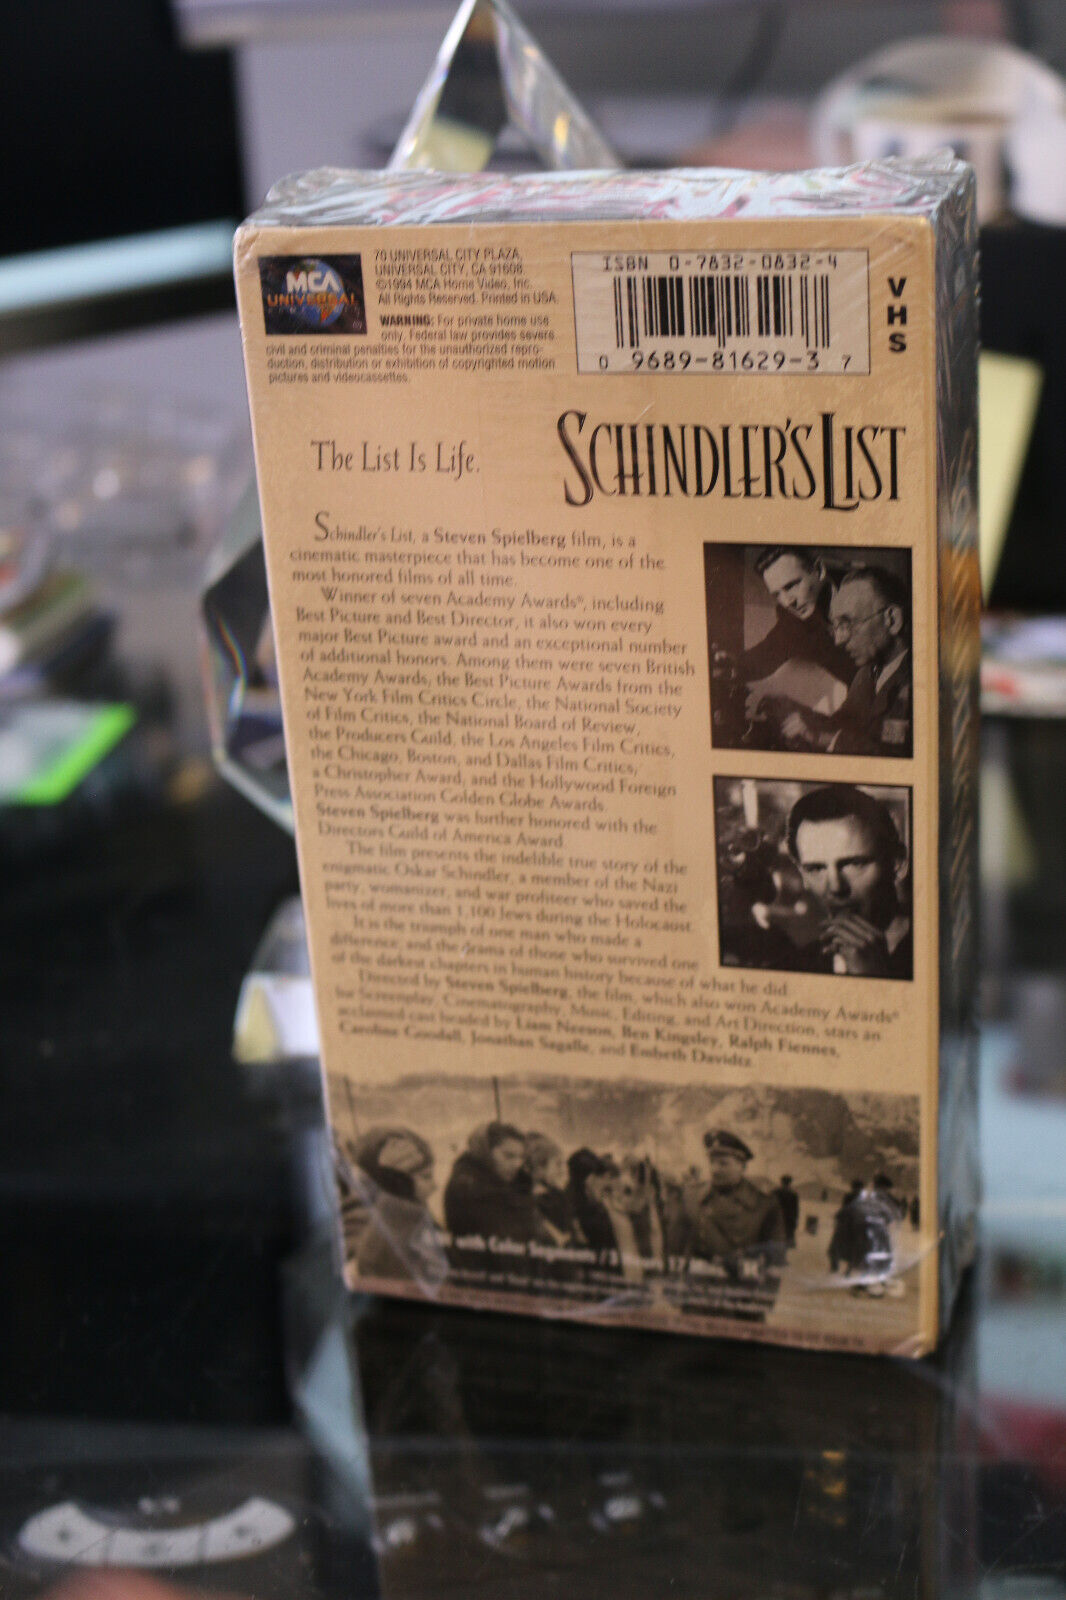 MCA
UNIVERSAL
70 UNIVERSAL CITY PLAZA,
UNIVERSAL CITY, CA 91608.
©1994 MCA Home Video, Inc.
All Rights Reserved. Printed in USA.
WARNING: For private home use
only. Federal law provides severe
civil and criminal penalties for the unauthorized repro-
duction, distribution or exhibition of copyrighted motion
pictures and videocassettes.
ISBN 0-7832-0832-4
0 9689-81629-3 7
VHS
The List Is Life.
SCHINDLER'S LIST
Schindler's List, a Steven Spielberg film, is a
cinematic masterpiece that has become one of the
most honored films of all time.
Winner of seven Academy Awards®, including
Best Picture and Best Director, it also won every
major Best Picture award and an exceptional number
of additional honors. Among them were seven British
Academy Awards, the Best Picture Awards from the
New York Film Critics Circle, the National Society
of Film Critics, the National Board of Review,
the Producers Guild, the Los Angeles Film Critics,
the Chicago, Boston, and Dallas Film Critics,
a Christopher Award, and the Hollywood Foreign
Press Association Golden Globe Awards.
Steven Spielberg was further honored with the
Directors Guild of America Award.
The film presents the indelible true story of the
enigmatic Oskar Schindler, a member of the Nazi
party, womanizer, and war profiteer who saved the
lives of more than 1,100 Jews during the Holocaust.
It is the triumph of one man who made a
difference, and the drama of those who survived one
of the darkest chapters in human history because of what he did.
Directed by Steven Spielberg, the film, which also won Academy Awards®
for Screenplay, Cinematography, Music, Editing, and Art Direction, stars an
acclaimed cast headed by Liam Neeson, Ben Kingsley, Ralph Fiennes,
Caroline Goodall, Jonathan Sagalle, and Embeth Davidtz.
with Color Segments / 3 Hours 17 Mins.